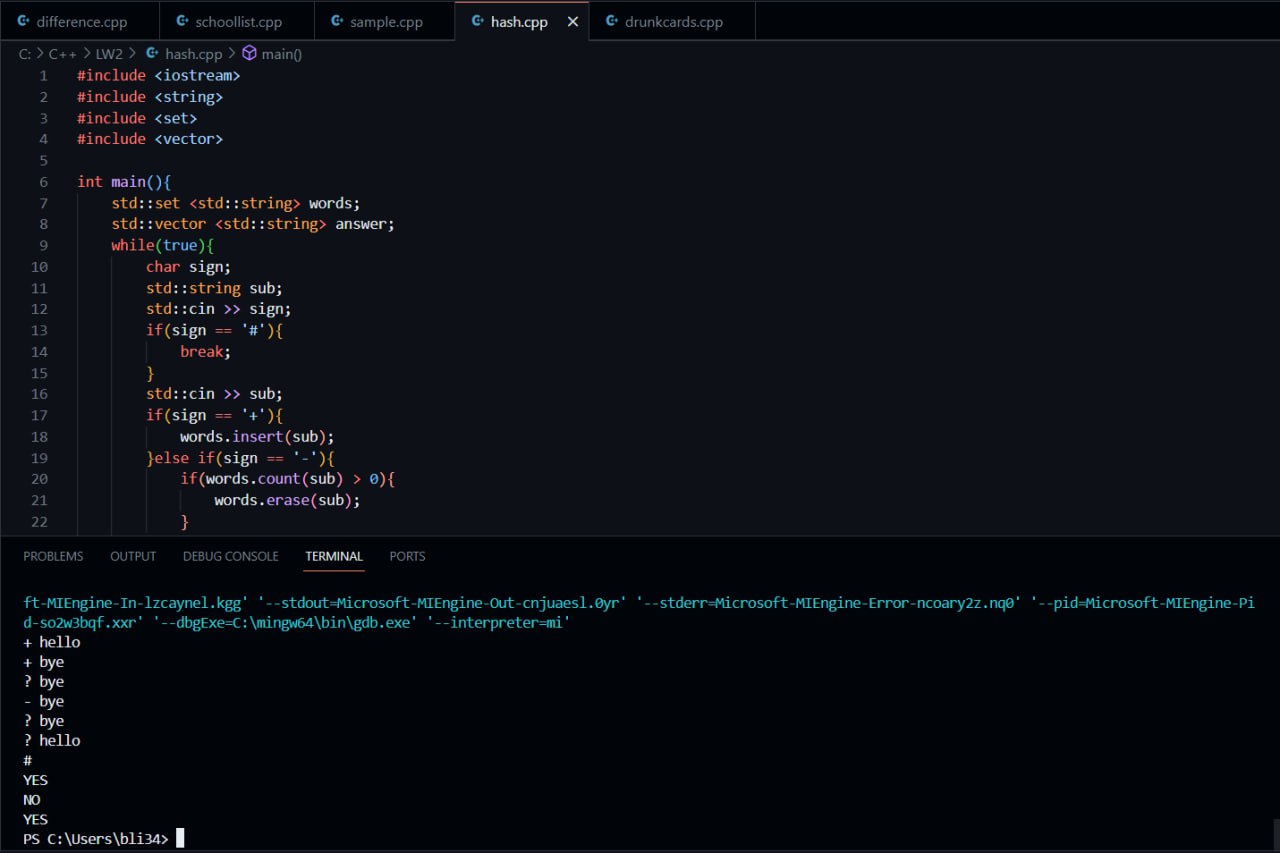 difference.cpp schoollist.cpp sample.cpp hash.cpp drunkcards.cpp
C: > C++ > LW2 > hash.cpp > main()
1 #include <iostream>
2 #include <string>
3 #include <set>
4 #include <vector>
5
6 int main(){
7 std::set <std::string> words;
8 std::vector <std::string> answer;
9 while(true){
10 char sign;
11 std::string sub;
12 std::cin >> sign;
13 if(sign == '#'){
14 break;
15 }
16 std::cin >> sub;
17 if(sign == '+'){
18 words.insert(sub);
19 }else if(sign == '-'){
20 if(words.count(sub) > 0){
21 words.erase(sub);
22 }
PROBLEMS OUTPUT DEBUG CONSOLE TERMINAL PORTS
ft-MIEngine-In-lzcaynel.kgg' '--stdout=Microsoft-MIEngine-Out-cnjuaesl.0yr' '--stderr=Microsoft-MIEngine-Error-ncoary2z.nq0' '--pid=Microsoft-MIEngine-Pi
d-so2w3bqf.xxr' '--dbgExe=C:\mingw64\bin\gdb.exe' '--interpreter=mi'
+ hello
+ bye
? bye
- bye
? bye
? hello
#
YES
NO
YES
PS C:\Users\bli34>